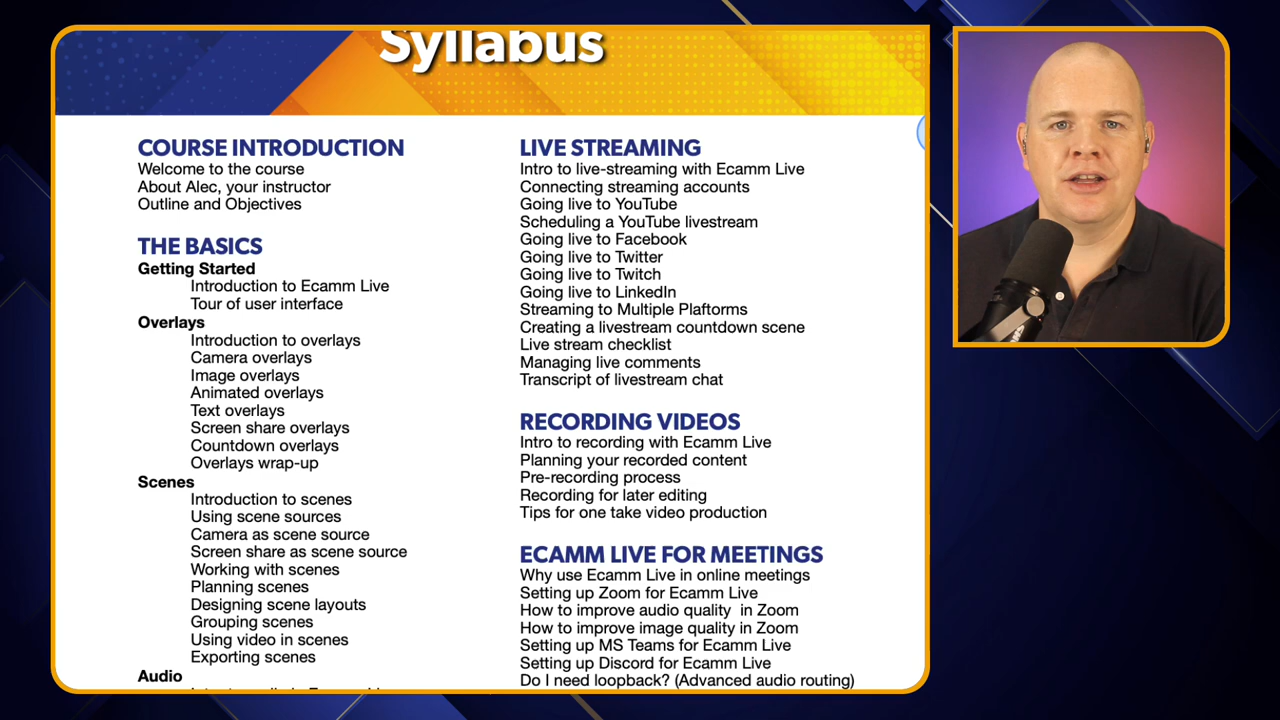 Syllabus
COURSE INTRODUCTION
Welcome to the course
About Alec, your instructor
Outline and Objectives
THE BASICS
Getting Started
Introduction to Ecamm Live
Tour of user interface
Overlays
Introduction to overlays
Camera overlays
Image overlays
Animated overlays
Text overlays
Screen share overlays
Countdown overlays
Overlays wrap-up
Scenes
Introduction to scenes
Using scene sources
Camera as scene source
Screen share as scene source
Working with scenes
Planning scenes
Designing scene layouts
Grouping scenes
Using video in scenes
Exporting scenes
Audio
LIVE STREAMING
Intro to live-streaming with Ecamm Live
Connecting streaming accounts
Going live to YouTube
Scheduling a YouTube livestream
Going live to Facebook
Going live to Twitter
Going live to Twitch
Going live to LinkedIn
Streaming to Multiple Plaftorms
Creating a livestream countdown scene
Live stream checklist
Managing live comments
Transcript of livestream chat
RECORDING VIDEOS
Intro to recording with Ecamm Live
Planning your recorded content
Pre-recording process
Recording for later editing
Tips for one take video production
ECAMM LIVE FOR MEETINGS
Why use Ecamm Live in online meetings
Setting up Zoom for Ecamm Live
How to improve audio quality in Zoom
How to improve image quality in Zoom
Setting up MS Teams for Ecamm Live
Setting up Discord for Ecamm Live
Do I need loopback? (Advanced audio routing)